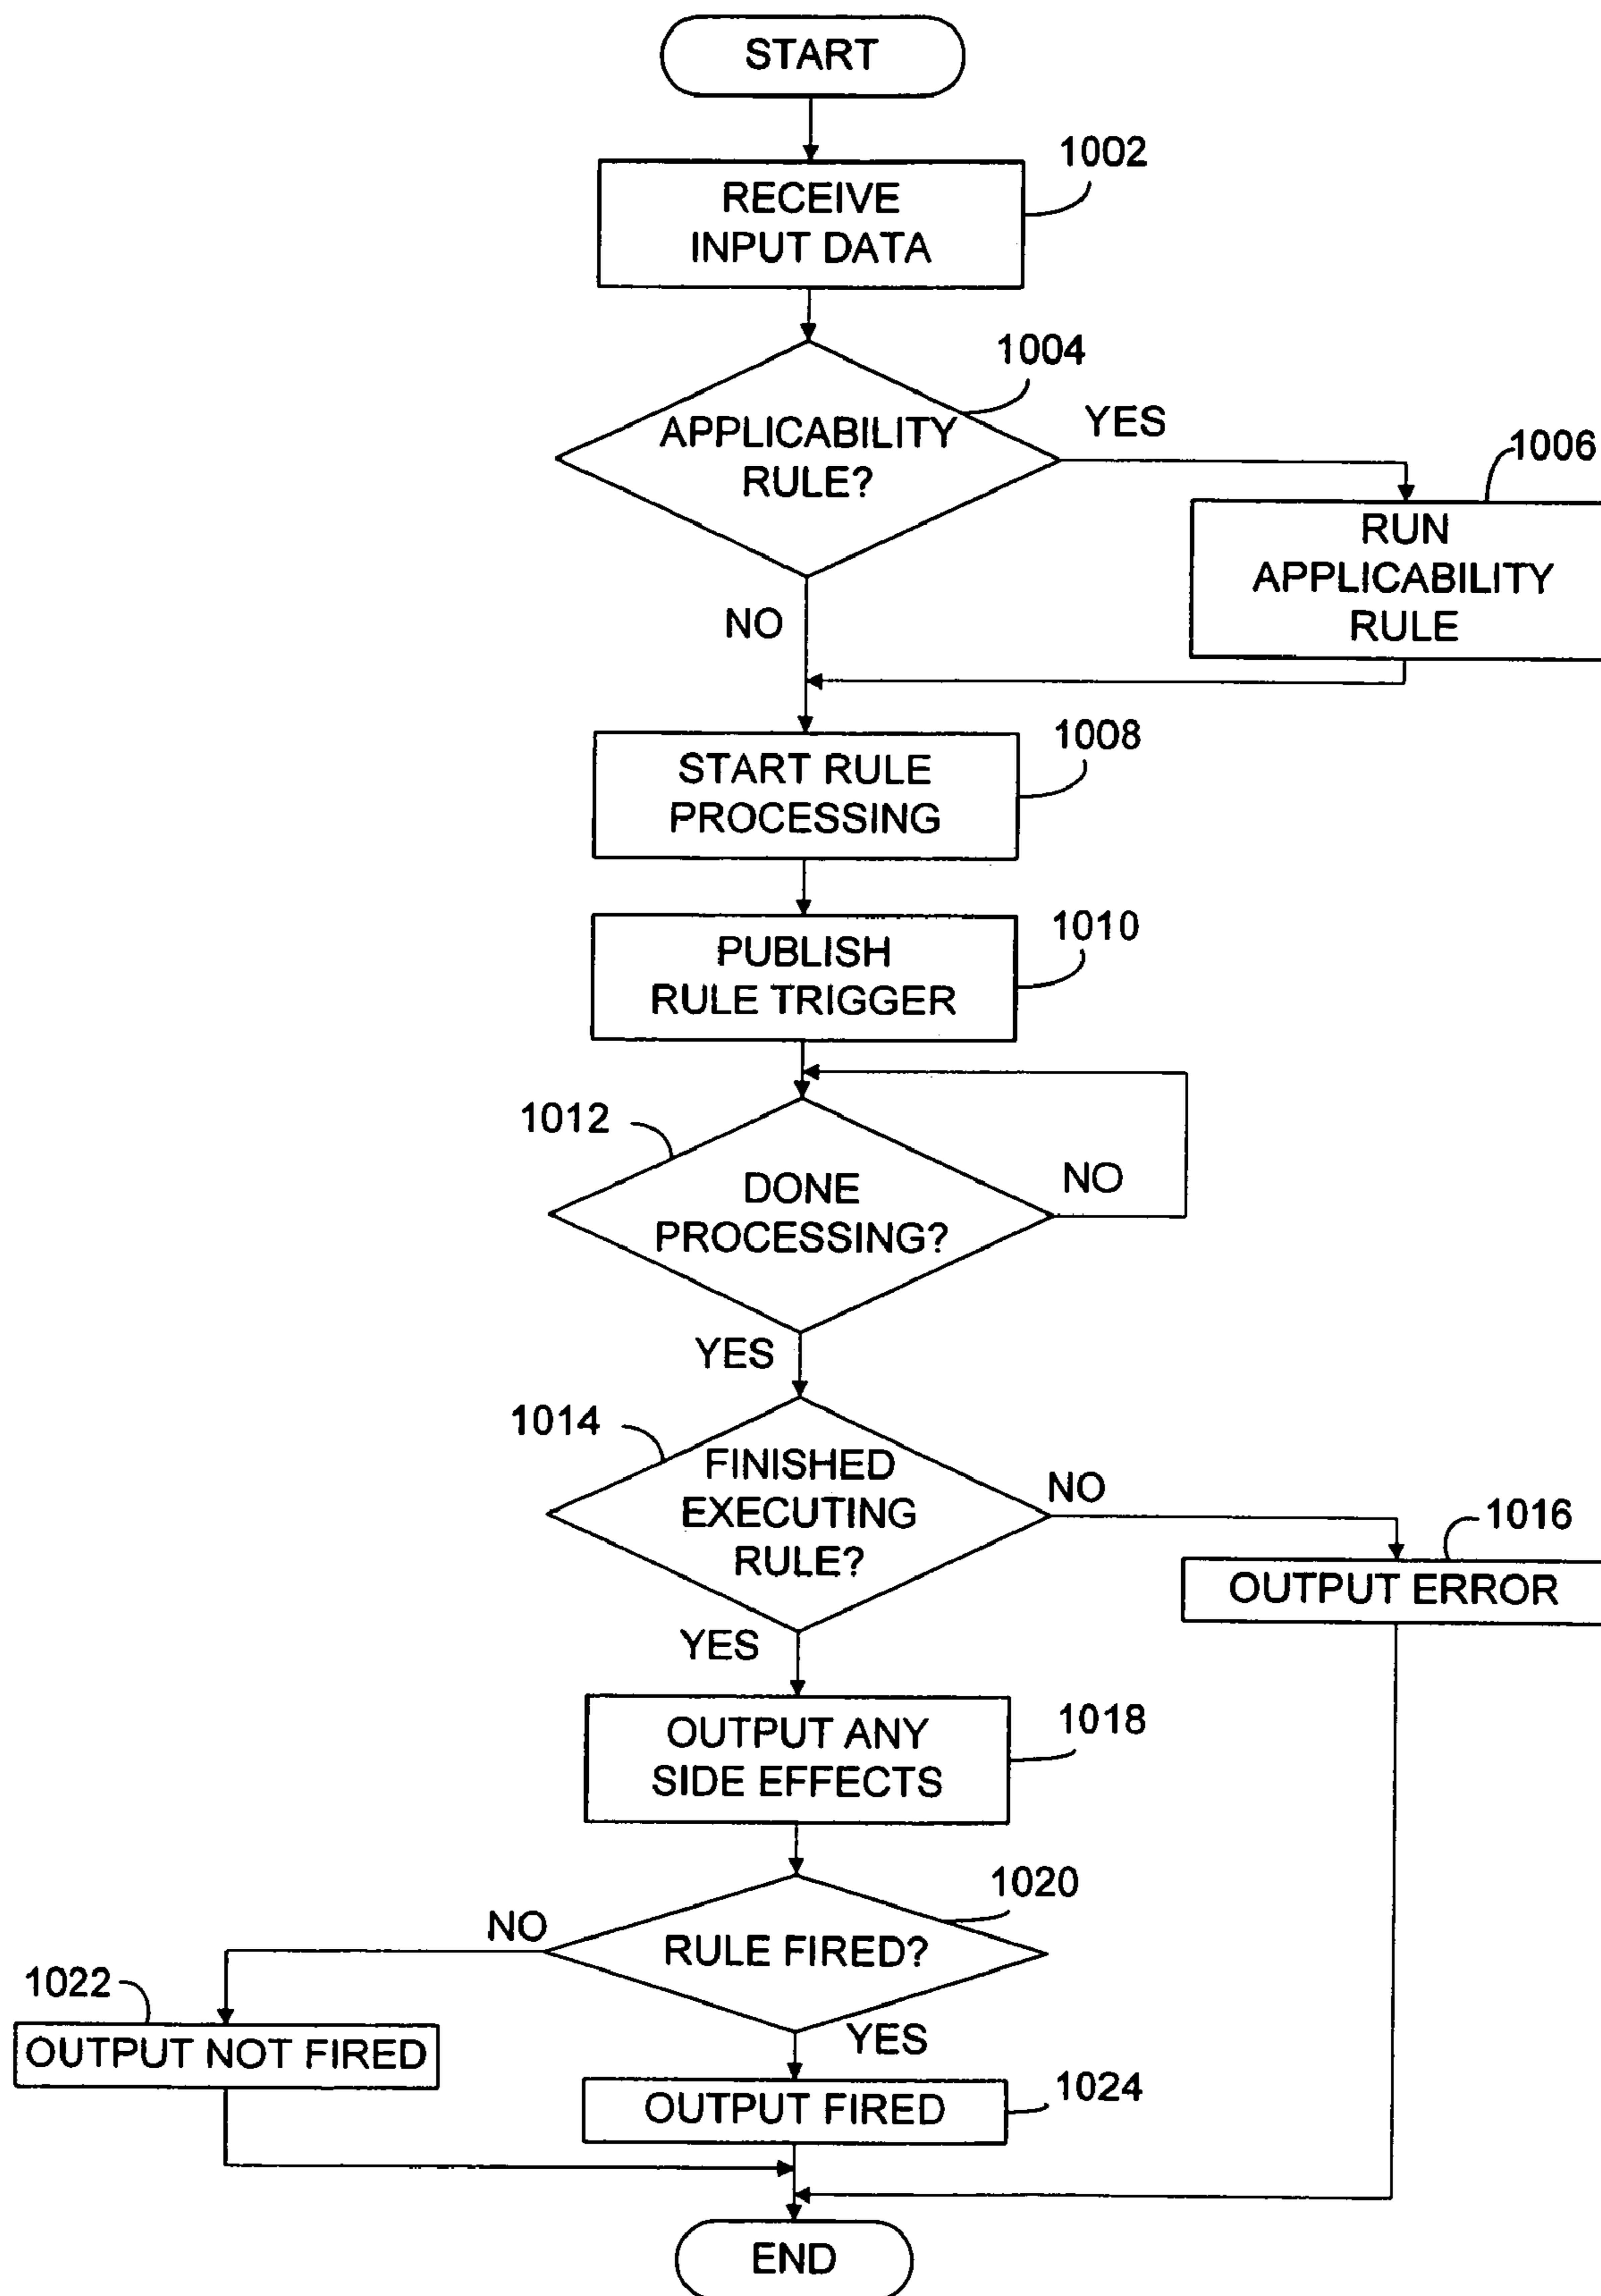 START
1002
RECEIVE
INPUT DATA
1004
APPLICABILITY
RULE?
YES
1006
RUN
APPLICABILITY
RULE
NO
1008
START RULE
PROCESSING
1010
PUBLISH
RULE TRIGGER
1012
DONE
PROCESSING?
NO
YES
1014
FINISHED
EXECUTING
RULE?
NO
1016
OUTPUT ERROR
YES
1018
OUTPUT ANY
SIDE EFFECTS
1020
RULE FIRED?
NO
1022
OUTPUT NOT FIRED
YES
1024
OUTPUT FIRED
END